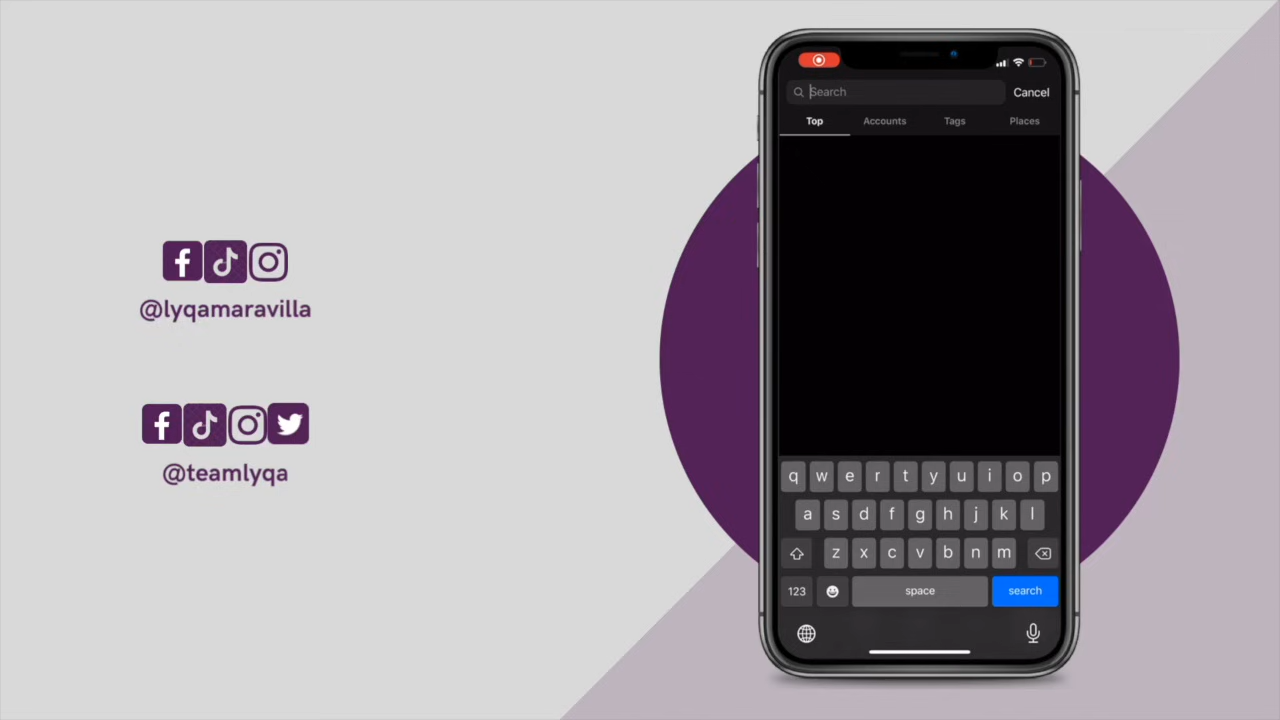 @lyqamaravilla
@teamlyqa
Search
Cancel
Top Accounts Tags Places
q w e r t y u i o p
a s d f g h j k l
z x c v b n m
123 space search